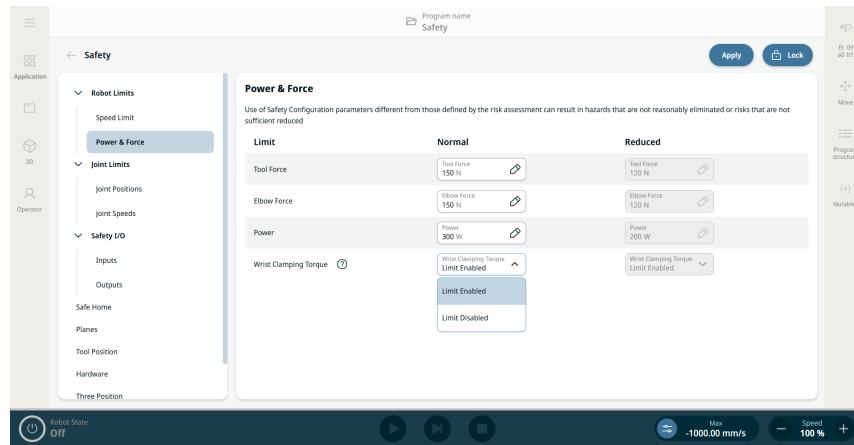 Program name
Safety
f5 09
a0 b1
Application
Move
3D
Program
structure
Operator
Variable
Safety
Apply
Lock
Robot Limits
Speed Limit
Power & Force
Joint Limits
Joint Positions
Joint Speeds
Safety I/O
Inputs
Outputs
Safe Home
Planes
Tool Position
Hardware
Three Position
Power & Force
Use of Safety Configuration parameters different from those defined by the risk assessment can result in hazards that are not reasonably eliminated or risks that are not
sufficient reduced
Limit Normal Reduced
Tool Force
Tool Force
150 N
Tool Force
120 N
Elbow Force
Elbow Force
150 N
Elbow Force
120 N
Power
Power
300 W
Power
200 W
Wrist Clamping Torque ?
Wrist Clamping Torque
Limit Enabled
Wrist Clamping Torque
Limit Enabled
Limit Enabled
Limit Disabled
Robot State
Off
Max
-1000.00 mm/s
Speed
100 %